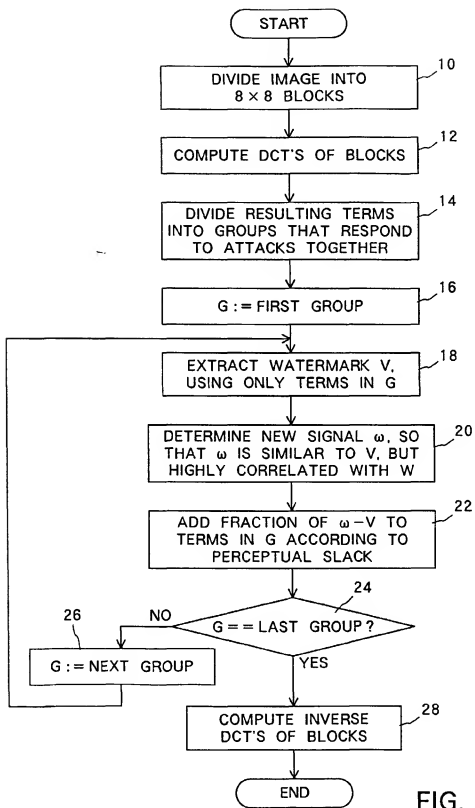 START
10
DIVIDE IMAGE INTO
8 × 8 BLOCKS
12
COMPUTE DCT'S OF BLOCKS
14
DIVIDE RESULTING TERMS
INTO GROUPS THAT RESPOND
TO ATTACKS TOGETHER
16
G := FIRST GROUP
18
EXTRACT WATERMARK V,
USING ONLY TERMS IN G
20
DETERMINE NEW SIGNAL ω, SO
THAT ω IS SIMILAR TO V, BUT
HIGHLY CORRELATED WITH W
22
ADD FRACTION OF ω-V TO
TERMS IN G ACCORDING TO
PERCEPTUAL SLACK
24
G == LAST GROUP ?
NO
26
G := NEXT GROUP
YES
28
COMPUTE INVERSE
DCT'S OF BLOCKS
END
FIG